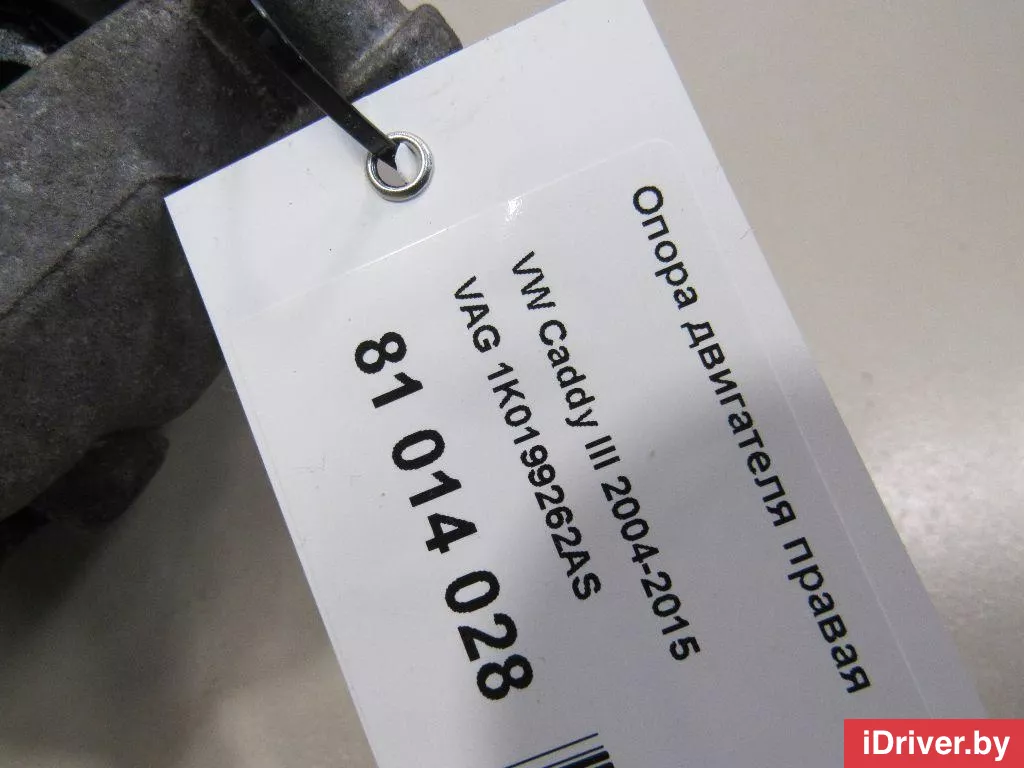 Опора двигателя правая
VW Caddy III 2004-2015
VAG 1K0199262AS
81 014 028
iDriver.by